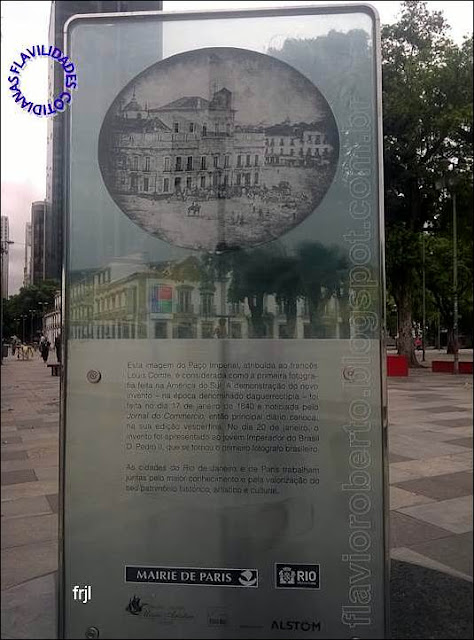 FLAVILIDADES COTIDIANAS
Esta imagem do Paço Imperial, atribuída ao francês
Louis Comte, é considerada como a primeira fotogra-
fia feita na América do Sul. A demonstração do novo
invento – na época denominado daguerreotipia – foi
feita no dia 17 de janeiro de 1840 e noticiada pelo
Jornal do Commercio, então principal diário carioca,
na sua edição vespertina. No dia 20 de janeiro, o
invento foi apresentado ao jovem Imperador do Brasil
D. Pedro II, que se tornou o primeiro fotógrafo brasileiro.
As cidades do Rio de Janeiro e de Paris trabalham
juntas pelo maior conhecimento e pela valorização do
seu patrimônio histórico, artístico e cultural.
MAIRIE DE PARIS
RIO
ALSTOM
frjl
flavioroberto.blogspot.com.br